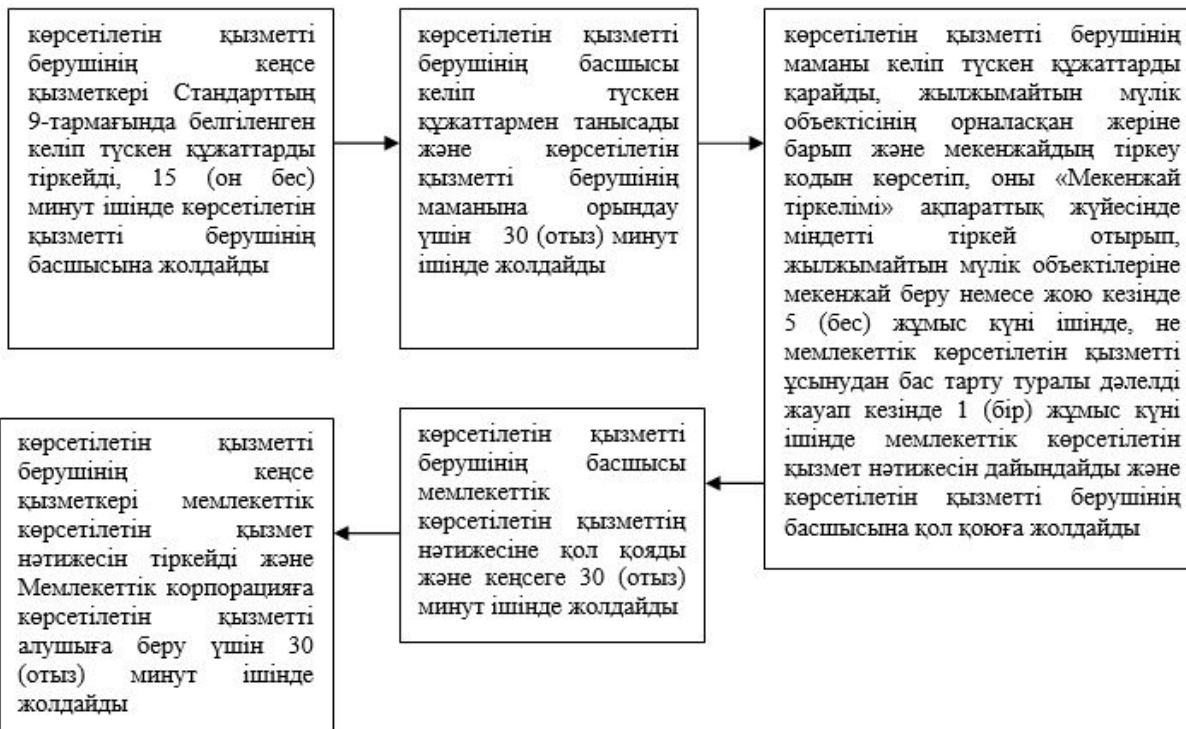 көрсетілетін қызметті
берушінің кеңсе
қызметкері Стандарттың
9-тармағында белгіленген
келіп түскен құжаттарды
тіркейді, 15 (он бес)
минут ішінде көрсетілетін
қызметті берушінің
басшысына жолдайды
көрсетілетін қызметті
берушінің басшысы
келіп түскен
құжаттармен танысады
және көрсетілетін
қызметті берушінің
маманына орындау
үшін 30 (отыз) минут
ішінде жолдайды
көрсетілетін қызметті берушінің
маманы келіп түскен құжаттарды
қарайды, жылжымайтын мүлік
объектісінің орналасқан жеріне
барып және мекенжайдың тіркеу
кодын көрсетіп, оны «Мекенжай
тіркелімі» ақпараттық жүйесінде
міндетті тіркей отырып,
жылжымайтын мүлік объектілеріне
мекенжай беру немесе жою кезінде
5 (бес) жұмыс күні ішінде, не
мемлекеттік көрсетілетін қызметті
ұсынудан бас тарту туралы дәлелді
жауап кезінде 1 (бір) жұмыс күні
ішінде мемлекеттік көрсетілетін
қызмет нәтижесін дайындайды және
көрсетілетін қызметті берушінің
басшысына қол қоюға жолдайды
көрсетілетін қызметті
берушінің басшысы
мемлекеттік
көрсетілетін қызметтің
нәтижесіне қол қояды
және кеңсеге 30 (отыз)
минут ішінде жолдайды
көрсетілетін қызметті
берушінің кеңсе
қызметкері мемлекеттік
көрсетілетін қызмет
нәтижесін тіркейді және
Мемлекеттік корпорацияға
көрсетілетін қызметті
алушыға беру үшін 30
(отыз) минут ішінде
жолдайды